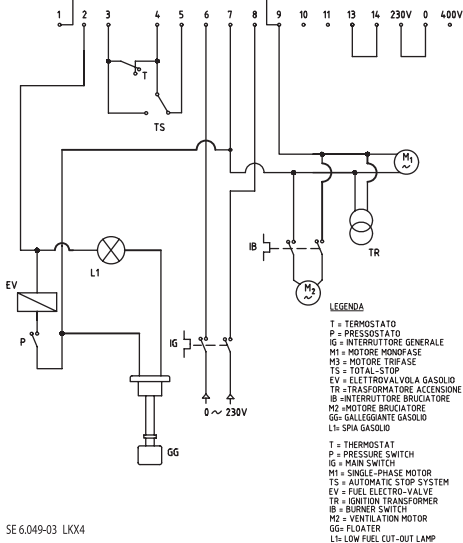 1 2 3 4 5 6 7 8 9 10 11 13 14 230V 0 400V
T
TS
M1
~
IB
TR
L1
M2
~
EV
P
IG
0 ~ 230V
GG
LEGENDA
T = TERMOSTATO
P = PRESSOSTATO
IG = INTERRUTTORE GENERALE
M1 = MOTORE MONOFASE
M3 = MOTORE TRIFASE
TS = TOTAL-STOP
EV = ELETTROVALVOLA GASOLIO
TR =TRASFORMATORE ACCENSIONE
IB =INTERRUTTORE BRUCIATORE
M2 =MOTORE BRUCIATORE
GG= GALLEGGIANTE GASOLIO
L1= SPIA GASOLIO
T = THERMOSTAT
P = PRESSURE SWITCH
IG = MAIN SWITCH
M1 = SINGLE-PHASE MOTOR
TS = AUTOMATIC STOP SYSTEM
EV = FUEL ELECTRO-VALVE
TR = IGNITION TRANSFORMER
IB = BURNER SWITCH
M2 = VENTILATION MOTOR
GG= FLOATER
L1= LOW FUEL CUT-OUT LAMP
SE 6.049-03 LKX4